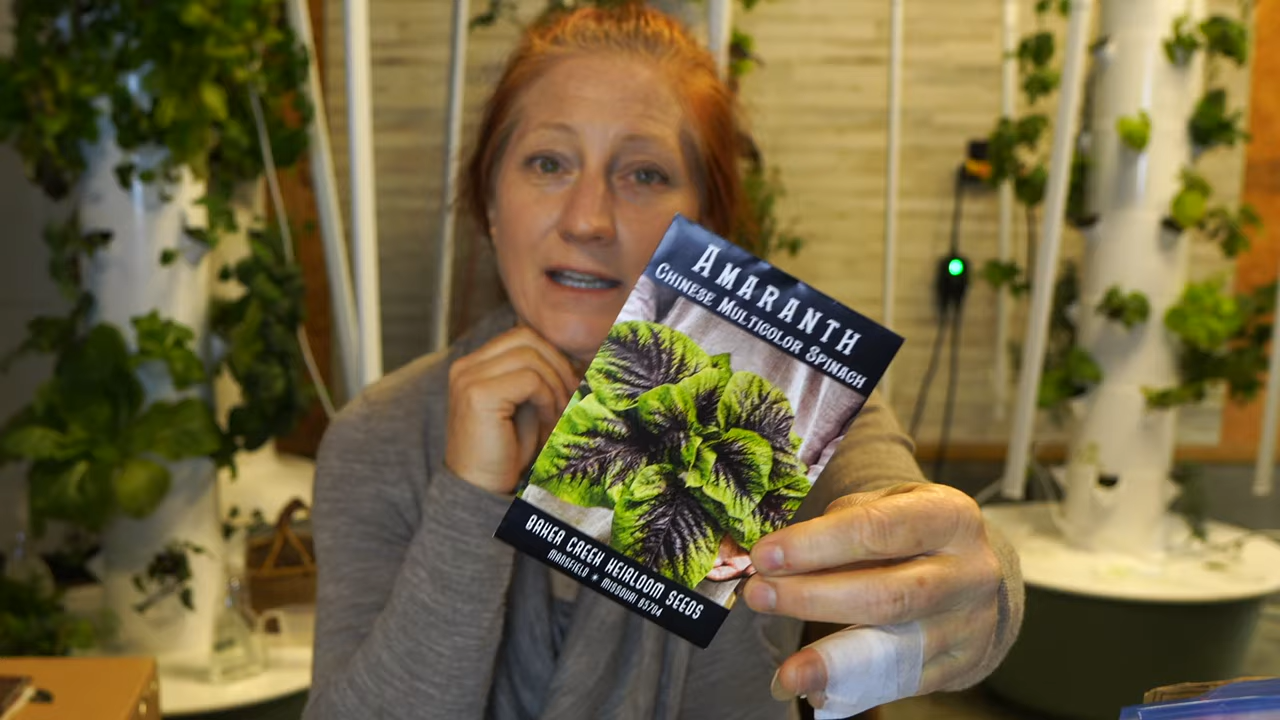 AMARANTH
CHINESE MULTICOLOR SPINACH
BAKER CREEK HEIRLOOM SEEDS
MANSFIELD • MISSOURI 65704